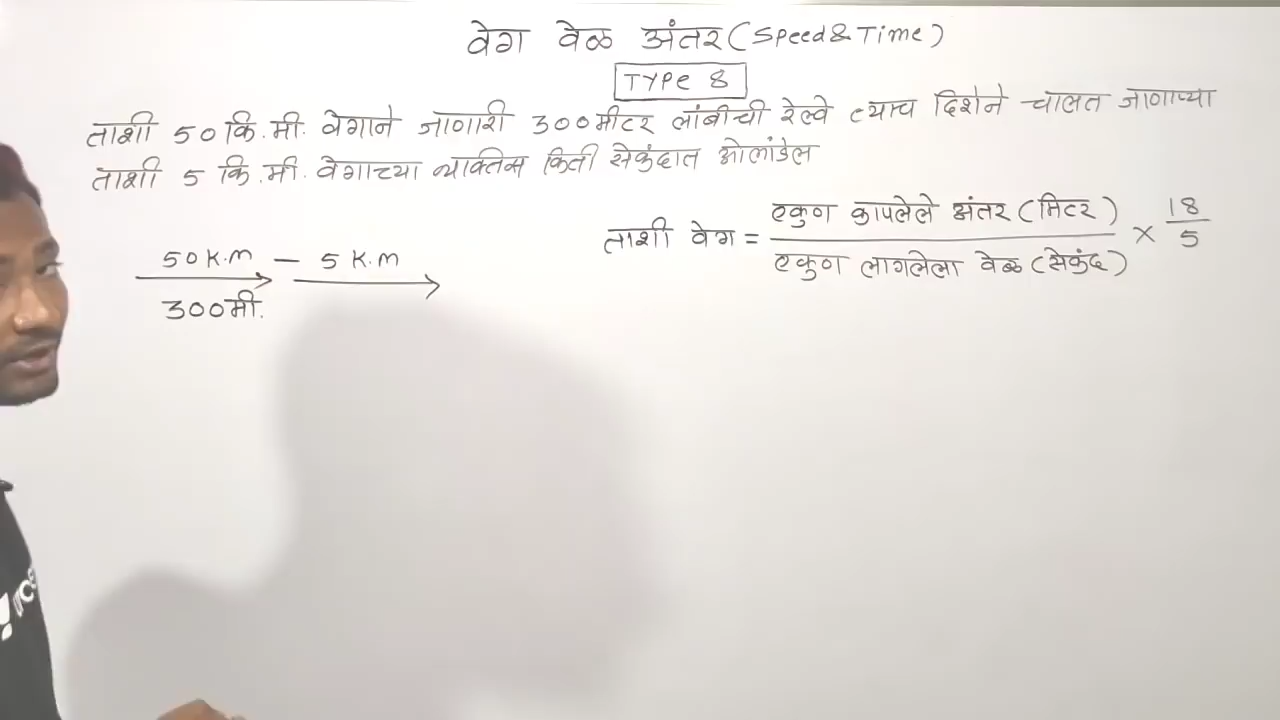 वेग वेळ अंतर (Speed & Time)
TYPE 8
ताशी 50 कि.मी. वेगाने जाणारी 300 मीटर लांबीची रेल्वे त्याच दिशेने चालत जाणाऱ्या
ताशी 5 कि.मी. वेगाच्या व्यक्तिस किती सेकुंदात ओलांडेल
ताशी वेग = एकुण कापलेले अंतर (मिटर) / एकुण लागलेला वेळ (सेकुंद) × 18/5
50 K.m – 5 K.m
300 मी.